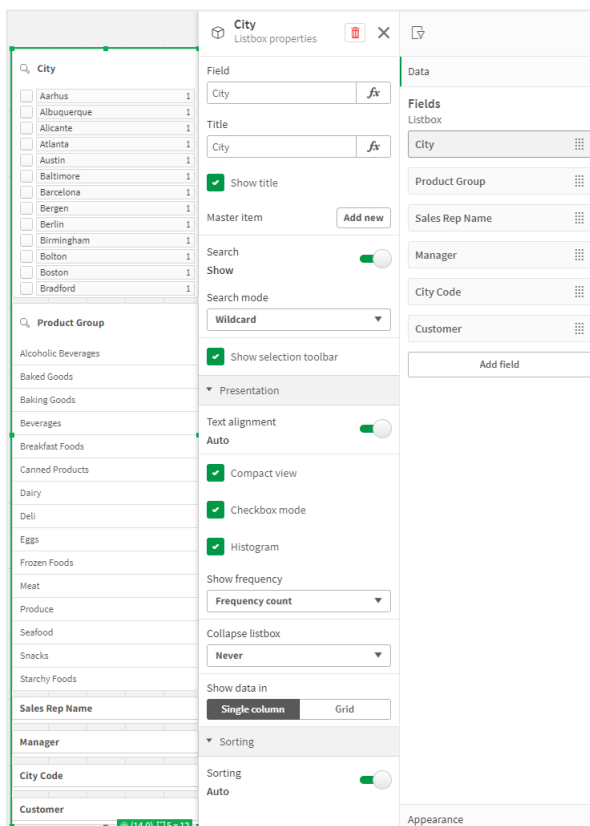 City
Aarhus 1
Albuquerque 1
Alicante 1
Atlanta 1
Austin 1
Baltimore 1
Barcelona 1
Bergen 1
Berlin 1
Birmingham 1
Bolton 1
Boston 1
Bradford 1
Product Group
Alcoholic Beverages
Baked Goods
Baking Goods
Beverages
Breakfast Foods
Canned Products
Dairy
Deli
Eggs
Frozen Foods
Meat
Produce
Seafood
Snacks
Starchy Foods
Sales Rep Name
Manager
City Code
Customer
City
Listbox properties
Field
City fx
Title
City fx
Show title
Master item Add new
Search
Show
Search mode
Wildcard
Show selection toolbar
Presentation
Text alignment
Auto
Compact view
Checkbox mode
Histogram
Show frequency
Frequency count
Collapse listbox
Never
Show data in
Single column Grid
Sorting
Sorting
Auto
Data
Fields
Listbox
City
Product Group
Sales Rep Name
Manager
City Code
Customer
Add field
Appearance